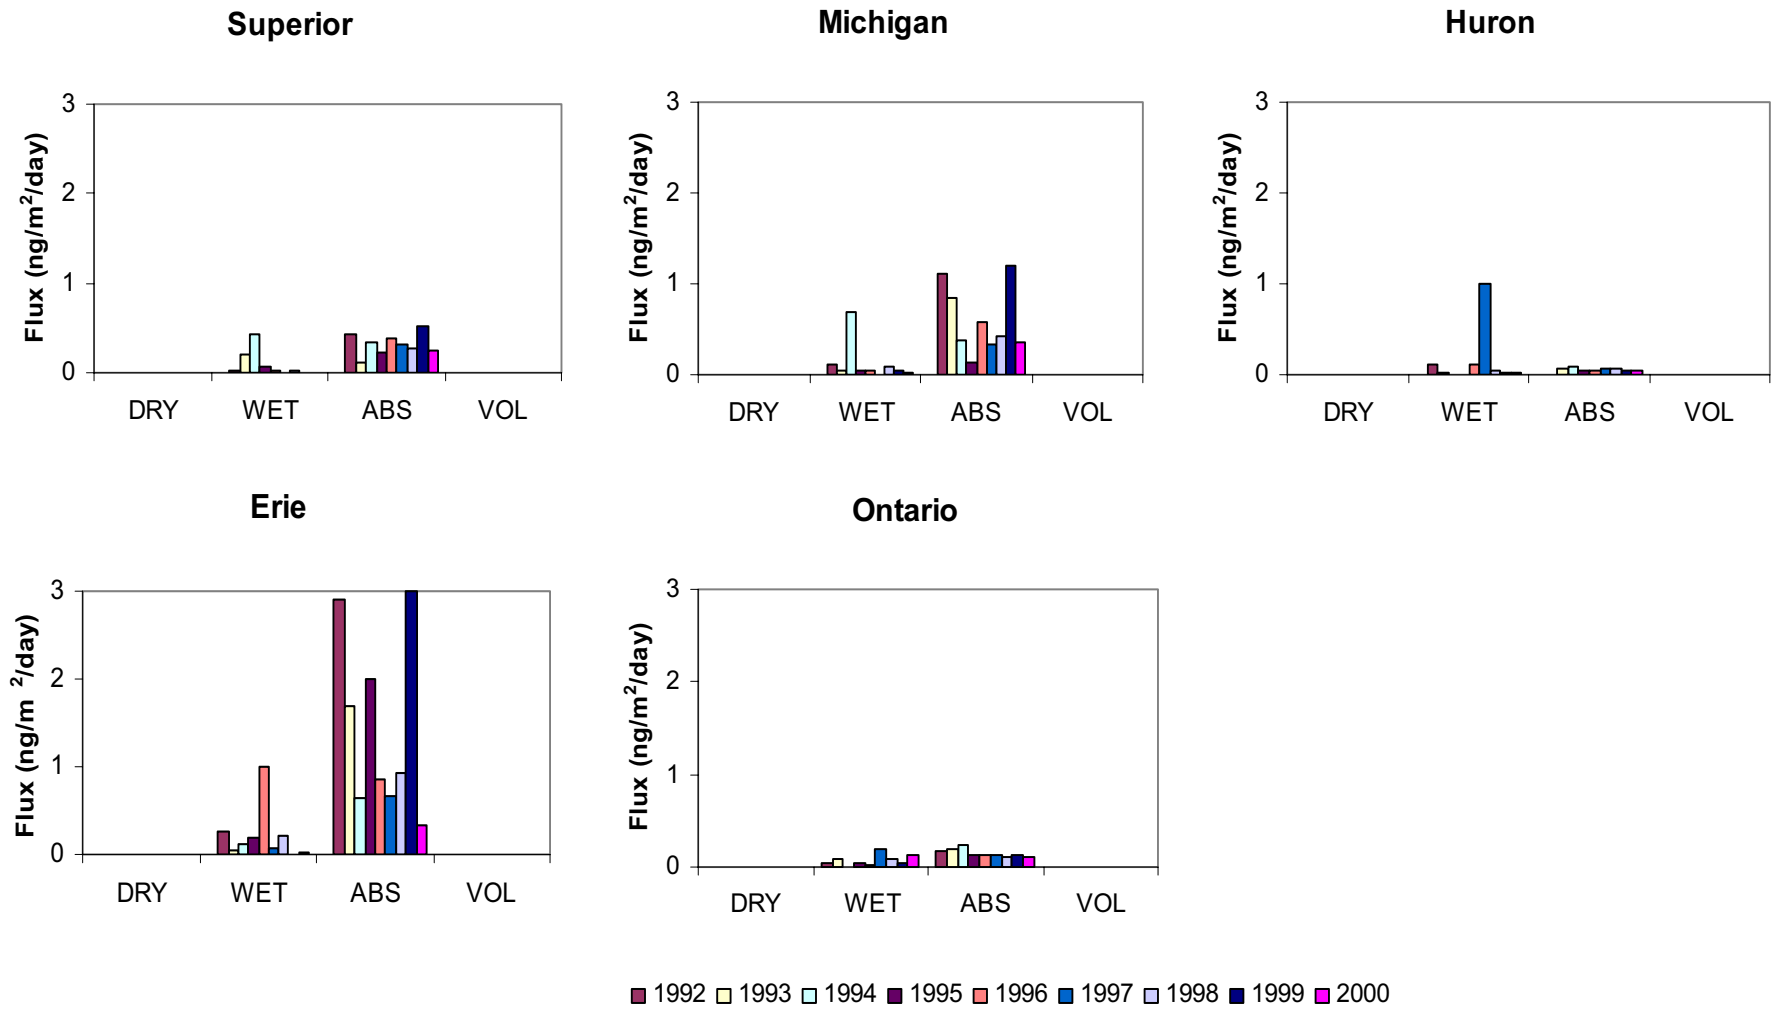 Superior
Michigan
Huron
Flux (ng/m²/day)
3
2
1
0
DRY WET ABS VOL
Flux (ng/m²/day)
3
2
1
0
DRY WET ABS VOL
Flux (ng/m²/day)
3
2
1
0
DRY WET ABS VOL
Erie
Ontario
Flux (ng/m ²/day)
3
2
1
0
DRY WET ABS VOL
Flux (ng/m²/day)
3
2
1
0
DRY WET ABS VOL
1992 1993 1994 1995 1996 1997 1998 1999 2000